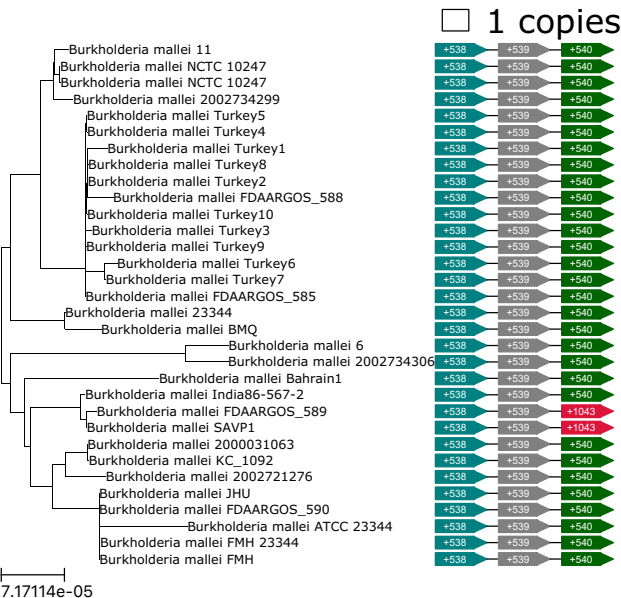 1 copies
Burkholderia mallei 11 +538 +539 +540
Burkholderia mallei NCTC 10247 +538 +539 +540
Burkholderia mallei NCTC 10247 +538 +539 +540
Burkholderia mallei 2002734299 +538 +539 +540
Burkholderia mallei Turkey5 +538 +539 +540
Burkholderia mallei Turkey4 +538 +539 +540
Burkholderia mallei Turkey1 +538 +539 +540
Burkholderia mallei Turkey8 +538 +539 +540
Burkholderia mallei Turkey2 +538 +539 +540
Burkholderia mallei FDAARGOS_588 +538 +539 +540
Burkholderia mallei Turkey10 +538 +539 +540
Burkholderia mallei Turkey3 +538 +539 +540
Burkholderia mallei Turkey9 +538 +539 +540
Burkholderia mallei Turkey6 +538 +539 +540
Burkholderia mallei Turkey7 +538 +539 +540
Burkholderia mallei FDAARGOS_585 +538 +539 +540
Burkholderia mallei 23344 +538 +539 +540
Burkholderia mallei BMQ +538 +539 +540
Burkholderia mallei 6 +538 +539 +540
Burkholderia mallei 2002734306 +538 +539 +540
Burkholderia mallei Bahrain1 +538 +539 +540
Burkholderia mallei India86-567-2 +538 +539 +540
Burkholderia mallei FDAARGOS_589 +538 +539 +1043
Burkholderia mallei SAVP1 +538 +539 +1043
Burkholderia mallei 2000031063 +538 +539 +540
Burkholderia mallei KC_1092 +538 +539 +540
Burkholderia mallei 2002721276 +538 +539 +540
Burkholderia mallei JHU +538 +539 +540
Burkholderia mallei FDAARGOS_590 +538 +539 +540
Burkholderia mallei ATCC 23344 +538 +539 +540
Burkholderia mallei FMH 23344 +538 +539 +540
Burkholderia mallei FMH +538 +539 +540
7.17114e-05